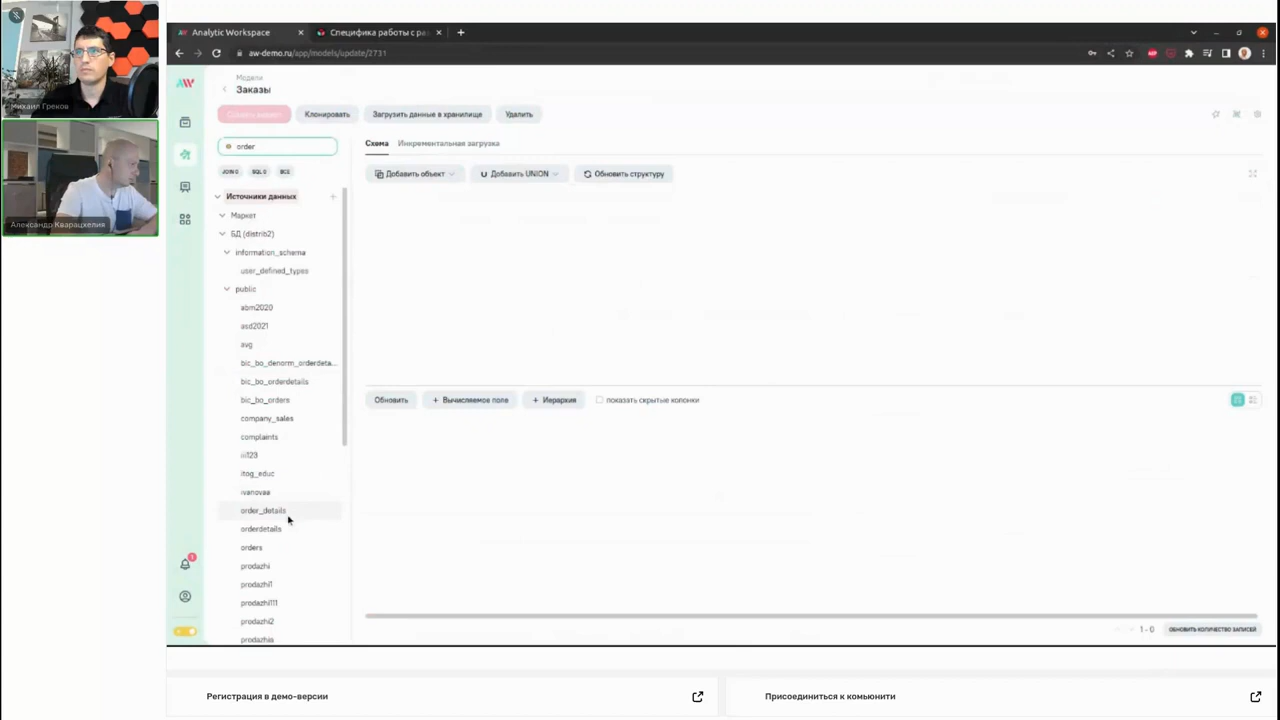 Михаил Греков
Александр Кварацхелия
Analytic Workspace
Специфика работы с раз
aw-demo.ru/app/models/update/2731
Модели
Заказы
Клонировать
Загрузить данные в хранилище
Удалить
order
JOIN 0
SQL 0
ВСЕ
Источники данных
Маркет
БД (distrib2)
information_schema
user_defined_types
public
abm2020
asd2021
avg
bic_bo_denorm_orderdeta...
bic_bo_orderdetails
bic_bo_orders
company_sales
complaints
iii123
itog_educ
ivanovaa
order_details
orderdetails
orders
prodazhi
prodazhi1
prodazhi111
prodazhi2
prodazhia
Схема
Инкрементальная загрузка
Добавить объект
Добавить UNION
Обновить структуру
Обновить
+ Вычисляемое поле
+ Иерархия
показать скрытые колонки
1 - 0
ОБНОВИТЬ КОЛИЧЕСТВО ЗАПИСЕЙ
Регистрация в демо-версии
Присоединиться к комьюнити